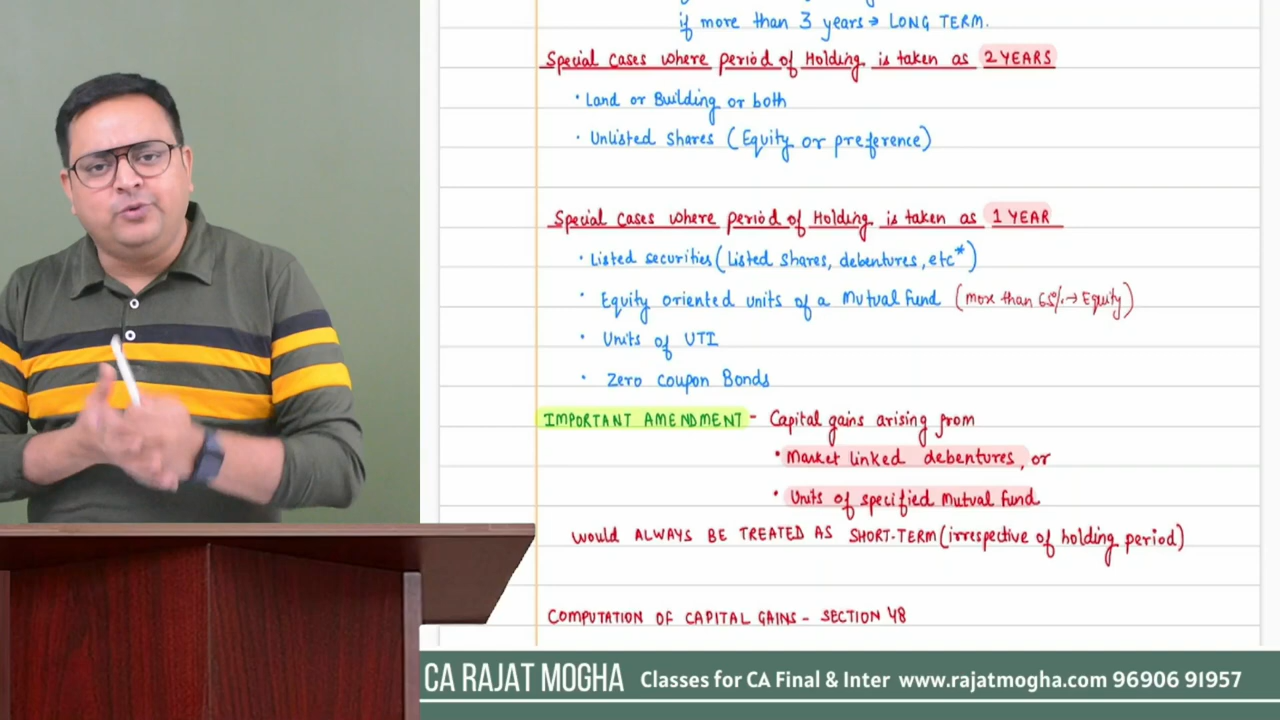 if more than 3 years → LONG TERM.
Special cases where period of Holding is taken as 2 YEARS
• Land or Building or both
• Unlisted shares (Equity or preference)
Special cases where period of Holding is taken as 1 YEAR
• Listed securities (Listed shares, debentures, etc*)
• Equity oriented units of a Mutual Fund (more than 65% → Equity)
• Units of UTI
• Zero coupon Bonds
IMPORTANT AMENDMENT - Capital gains arising from
• Market linked debentures, or
• Units of specified Mutual fund
would ALWAYS BE TREATED AS SHORT-TERM (irrespective of holding period)
COMPUTATION OF CAPITAL GAINS - SECTION 48
CA RAJAT MOGHA Classes for CA Final & Inter www.rajatmogha.com 96906 91957